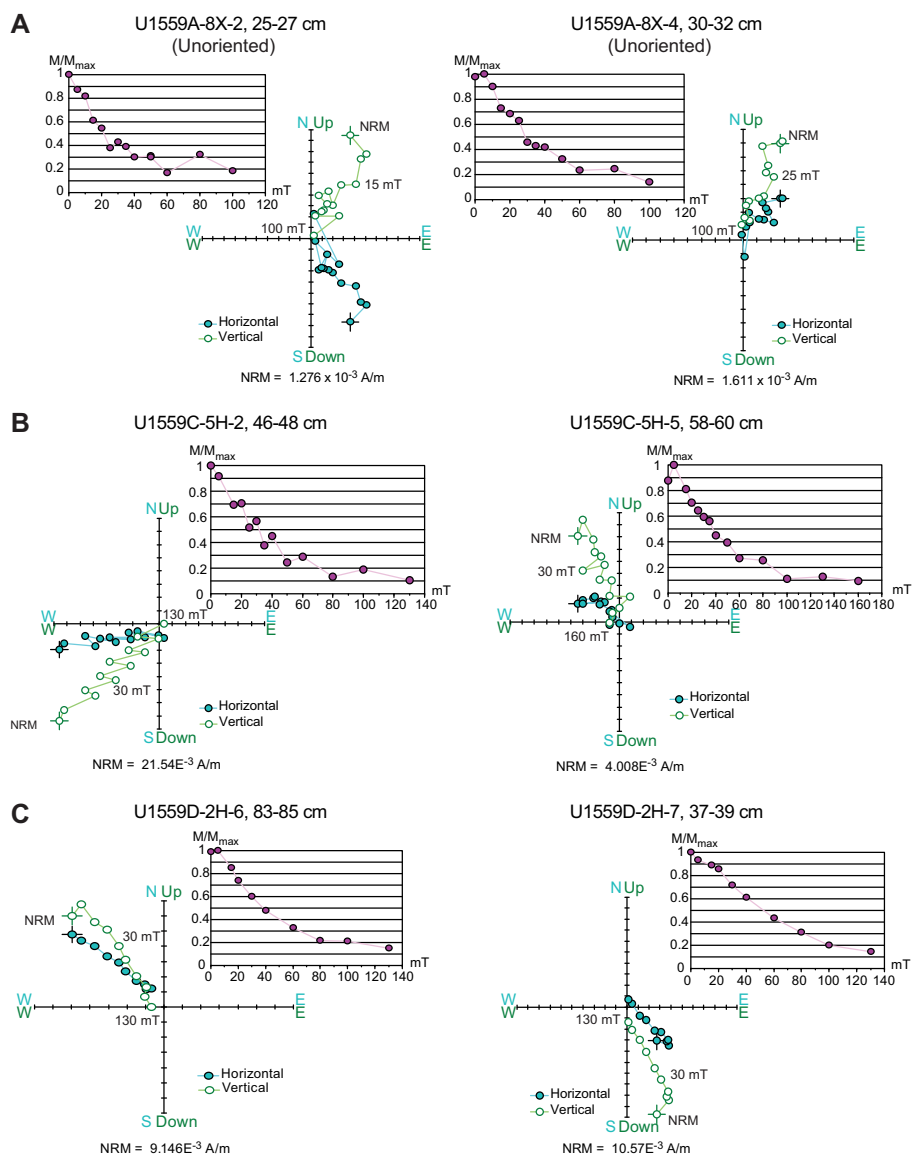 A
U1559A-8X-2, 25-27 cm
(Unoriented)
M/Mmax
1
0.8
0.6
0.4
0.2
0
0 20 40 60 80 100 120
mT
N Up
NRM
15 mT
100 mT
W E
W E
Horizontal
Vertical
S Down
NRM = 1.276 x 10-3 A/m
U1559A-8X-4, 30-32 cm
(Unoriented)
M/Mmax
1
0.8
0.6
0.4
0.2
0
0 20 40 60 80 100 120
mT
N Up
NRM
25 mT
100 mT
W E
W E
Horizontal
Vertical
S Down
NRM = 1.611 x 10-3 A/m
B
U1559C-5H-2, 46-48 cm
M/Mmax
1
0.8
0.6
0.4
0.2
0
0 20 40 60 80 100 120 140
mT
N Up
130 mT
W E
W E
30 mT
NRM
Horizontal
Vertical
S Down
NRM = 21.54E-3 A/m
U1559C-5H-5, 58-60 cm
M/Mmax
1
0.8
0.6
0.4
0.2
0
0 20 40 60 80 100 120 140 160 180
mT
N Up
NRM
30 mT
W E
W E
160 mT
Horizontal
Vertical
S Down
NRM = 4.008E-3 A/m
C
U1559D-2H-6, 83-85 cm
M/Mmax
1
0.8
0.6
0.4
0.2
0
0 20 40 60 80 100 120 140
mT
N Up
NRM
30 mT
W E
W E
130 mT
Horizontal
Vertical
S Down
NRM = 9.146E-3 A/m
U1559D-2H-7, 37-39 cm
M/Mmax
1
0.8
0.6
0.4
0.2
0
0 20 40 60 80 100 120 140
mT
N Up
W E
W E
130 mT
30 mT
Horizontal
Vertical
NRM
S Down
NRM = 10.57E-3 A/m